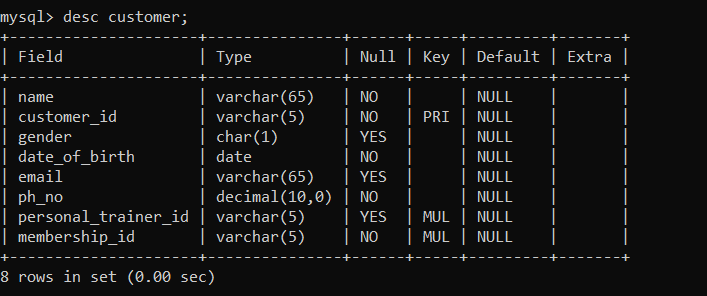 mysql> desc customer;
+---------------------+---------------+------+-----+---------+-------+
| Field               | Type          | Null | Key | Default | Extra |
+---------------------+---------------+------+-----+---------+-------+
| name                | varchar(65)   | NO   |     | NULL    |       |
| customer_id         | varchar(5)    | NO   | PRI | NULL    |       |
| gender              | char(1)       | YES  |     | NULL    |       |
| date_of_birth       | date          | NO   |     | NULL    |       |
| email               | varchar(65)   | YES  |     | NULL    |       |
| ph_no               | decimal(10,0) | NO   |     | NULL    |       |
| personal_trainer_id | varchar(5)    | YES  | MUL | NULL    |       |
| membership_id       | varchar(5)    | NO   | MUL | NULL    |       |
+---------------------+---------------+------+-----+---------+-------+
8 rows in set (0.00 sec)